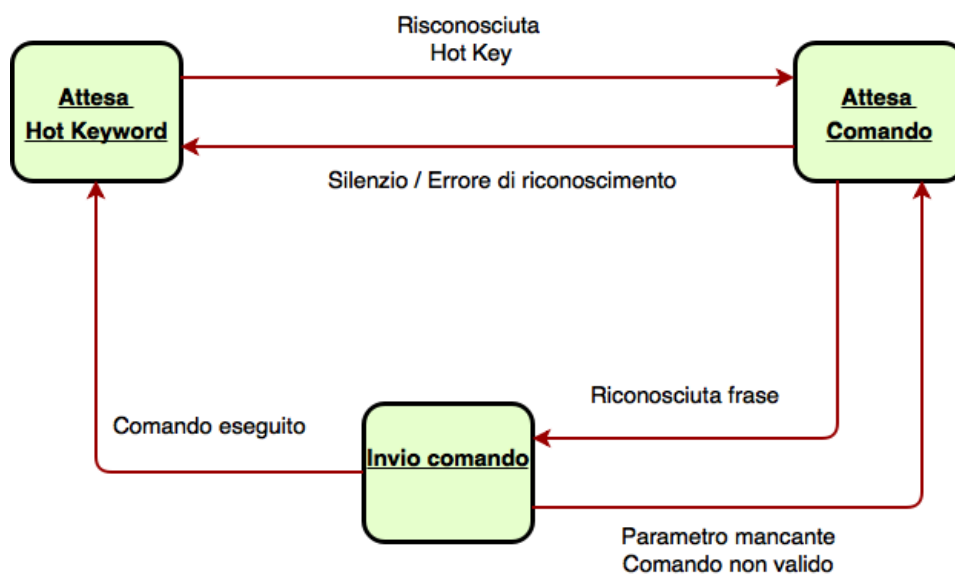 Risconosciuta
Hot Key
Attesa
Hot Keyword
Attesa
Comando
Silenzio / Errore di riconoscimento
Riconosciuta frase
Comando eseguito
Invio comando
Parametro mancante
Comando non valido